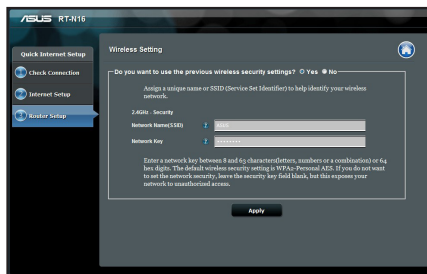 ASUS RT-N16
Quick Internet Setup
1 Check Connection
2 Internet Setup
3 Router Setup
Wireless Setting
Do you want to use the previous wireless security settings? Yes No
Assign a unique name or SSID (Service Set Identifier) to help identify your wireless
network.
2.4GHz - Security
Network Name(SSID)
Network Key
Enter a network key between 8 and 63 characters(letters, numbers or a combination) or 64
hex digits. The default wireless security setting is WPA2-Personal AES. If you do not want
to set the network security, leave the security key field blank, but this exposes your
network to unauthorized access.
Apply